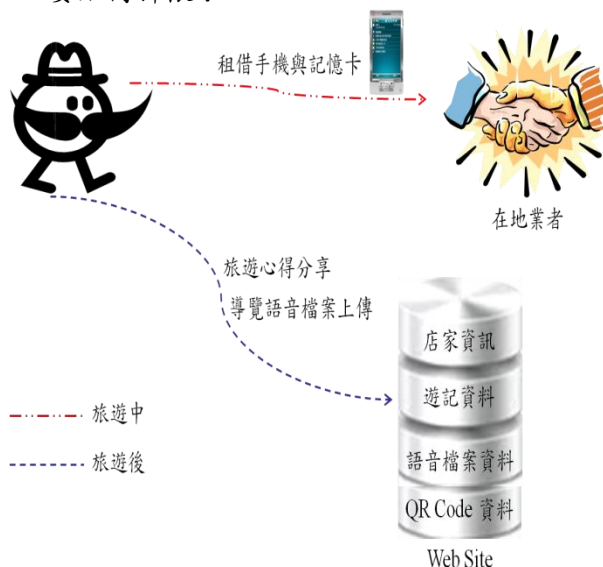 租借手機與記憶卡
在地業者
旅遊心得分享
導覽語音檔案上傳
店家資訊
遊記資料
語音檔案資料
QR Code 資料
Web Site
旅遊中
旅遊後